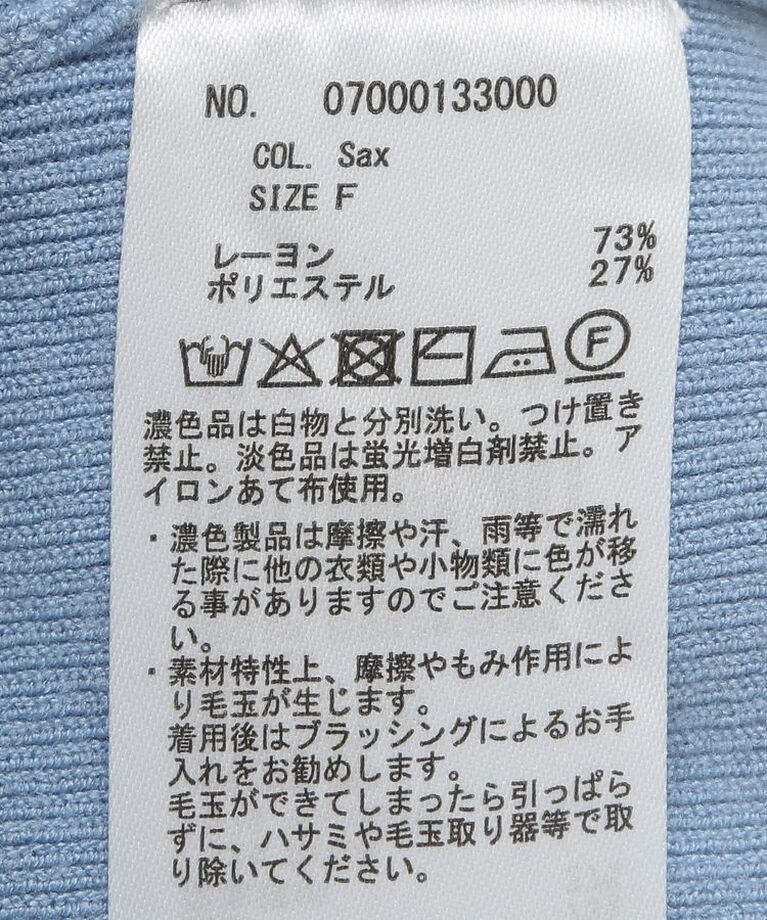 NO. 07000133000
COL. Sax
SIZE F
レーヨン 73%
ポリエステル 27%
F
濃色品は白物と分別洗い。つけ置き
禁止。淡色品は蛍光増白剤禁止。ア
イロンあて布使用。
・濃色製品は摩擦や汗、雨等で濡れ
た際に他の衣類や小物類に色が移
る事がありますのでご注意くださ
い。
・素材特性上、摩擦やもみ作用によ
り毛玉が生じます。
着用後はブラッシングによるお手
入れをお勧めします。
毛玉ができてしまったら引っぱら
ずに、ハサミや毛玉取り器等で取
り除いてください。